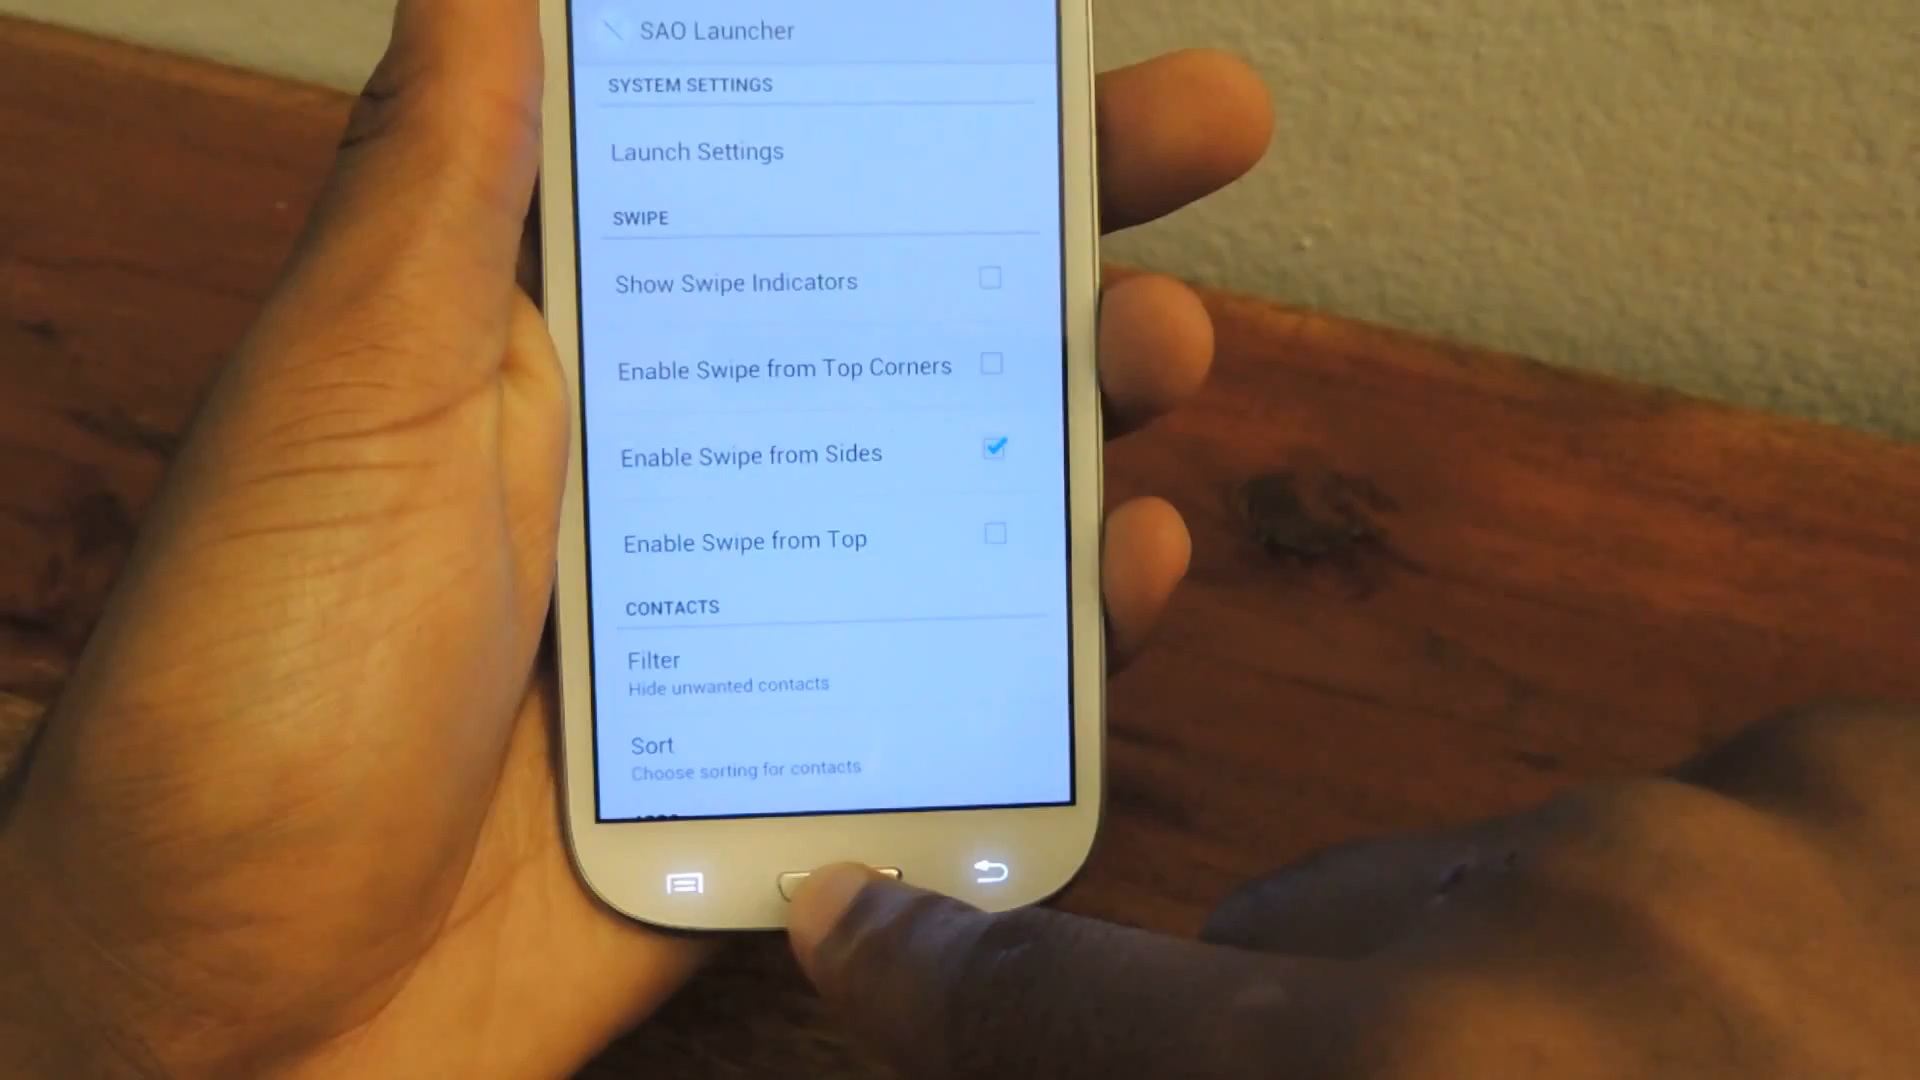 SAO Launcher
SYSTEM SETTINGS
Launch Settings
SWIPE
Show Swipe Indicators
Enable Swipe from Top Corners
Enable Swipe from Sides
Enable Swipe from Top
CONTACTS
Filter
Hide unwanted contacts
Sort
Choose sorting for contacts